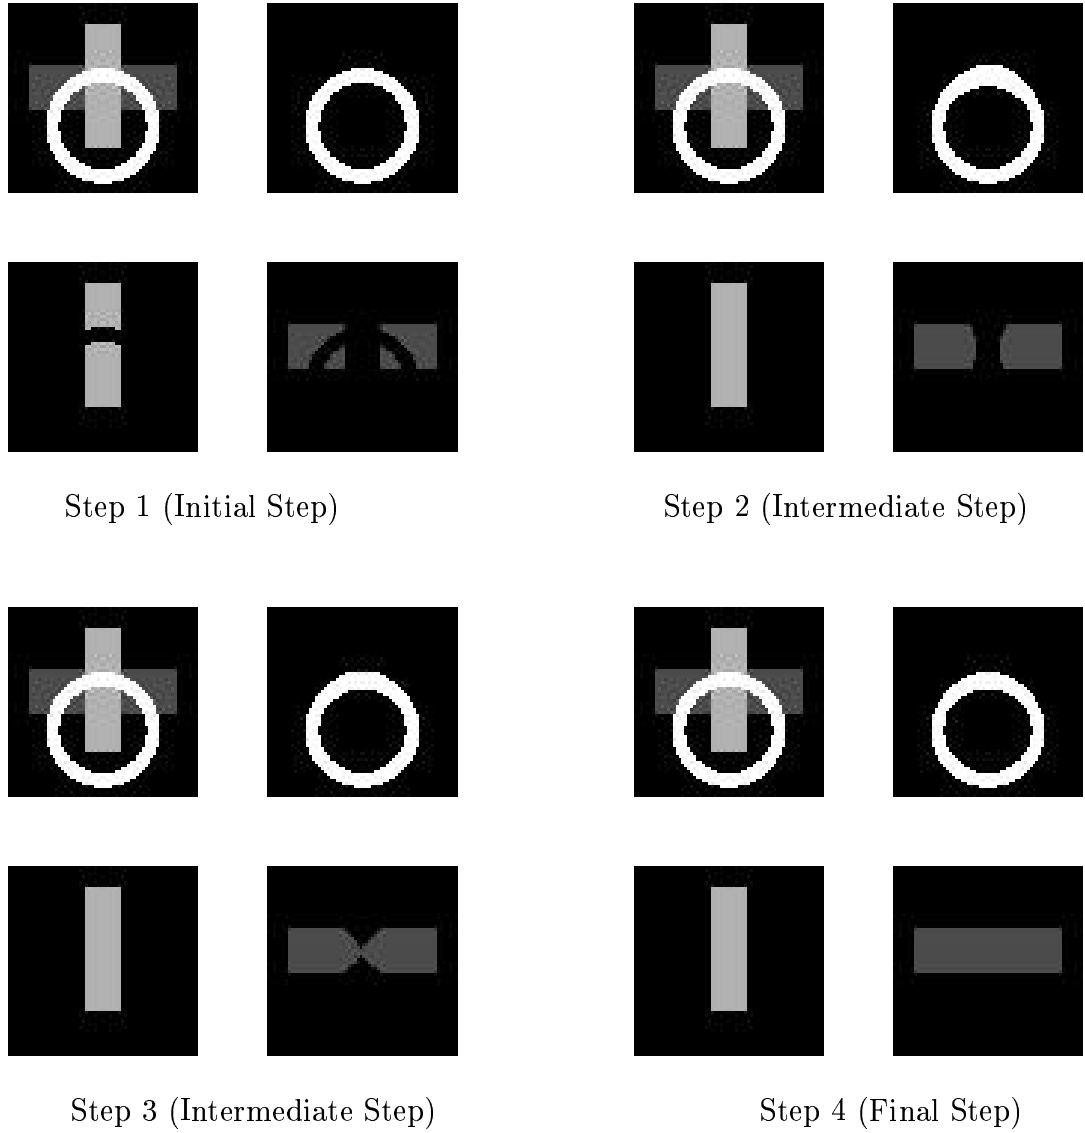 Step 1 (Initial Step)
Step 2 (Intermediate Step)
Step 3 (Intermediate Step)
Step 4 (Final Step)